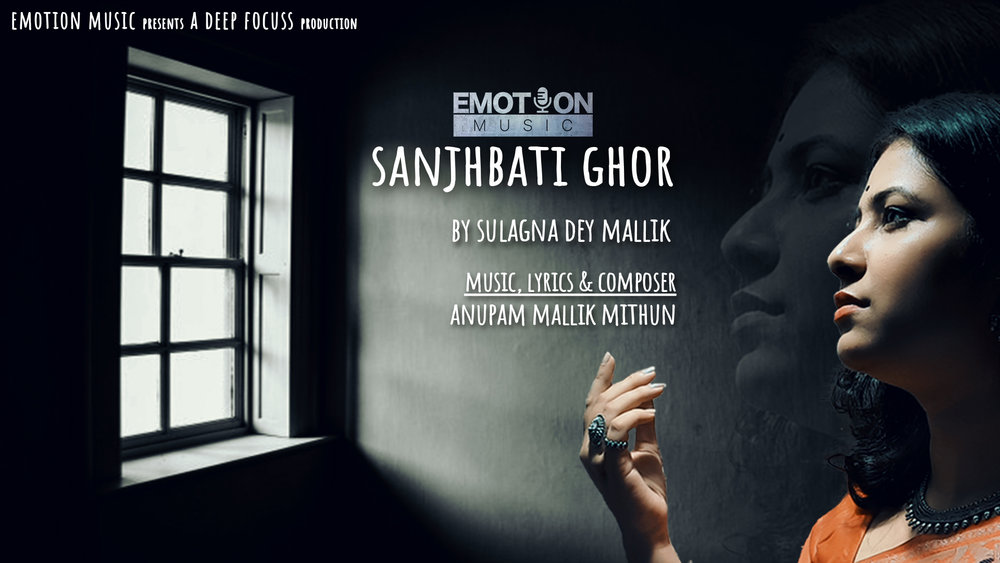 EMOTION MUSIC PRESENTS A DEEP FOCUSS PRODUCTION
EMOTION
MUSIC
SANJHBATI GHOR
BY SULAGNA DEY MALLIK
MUSIC, LYRICS & COMPOSER
ANUPAM MALLIK MITHUN